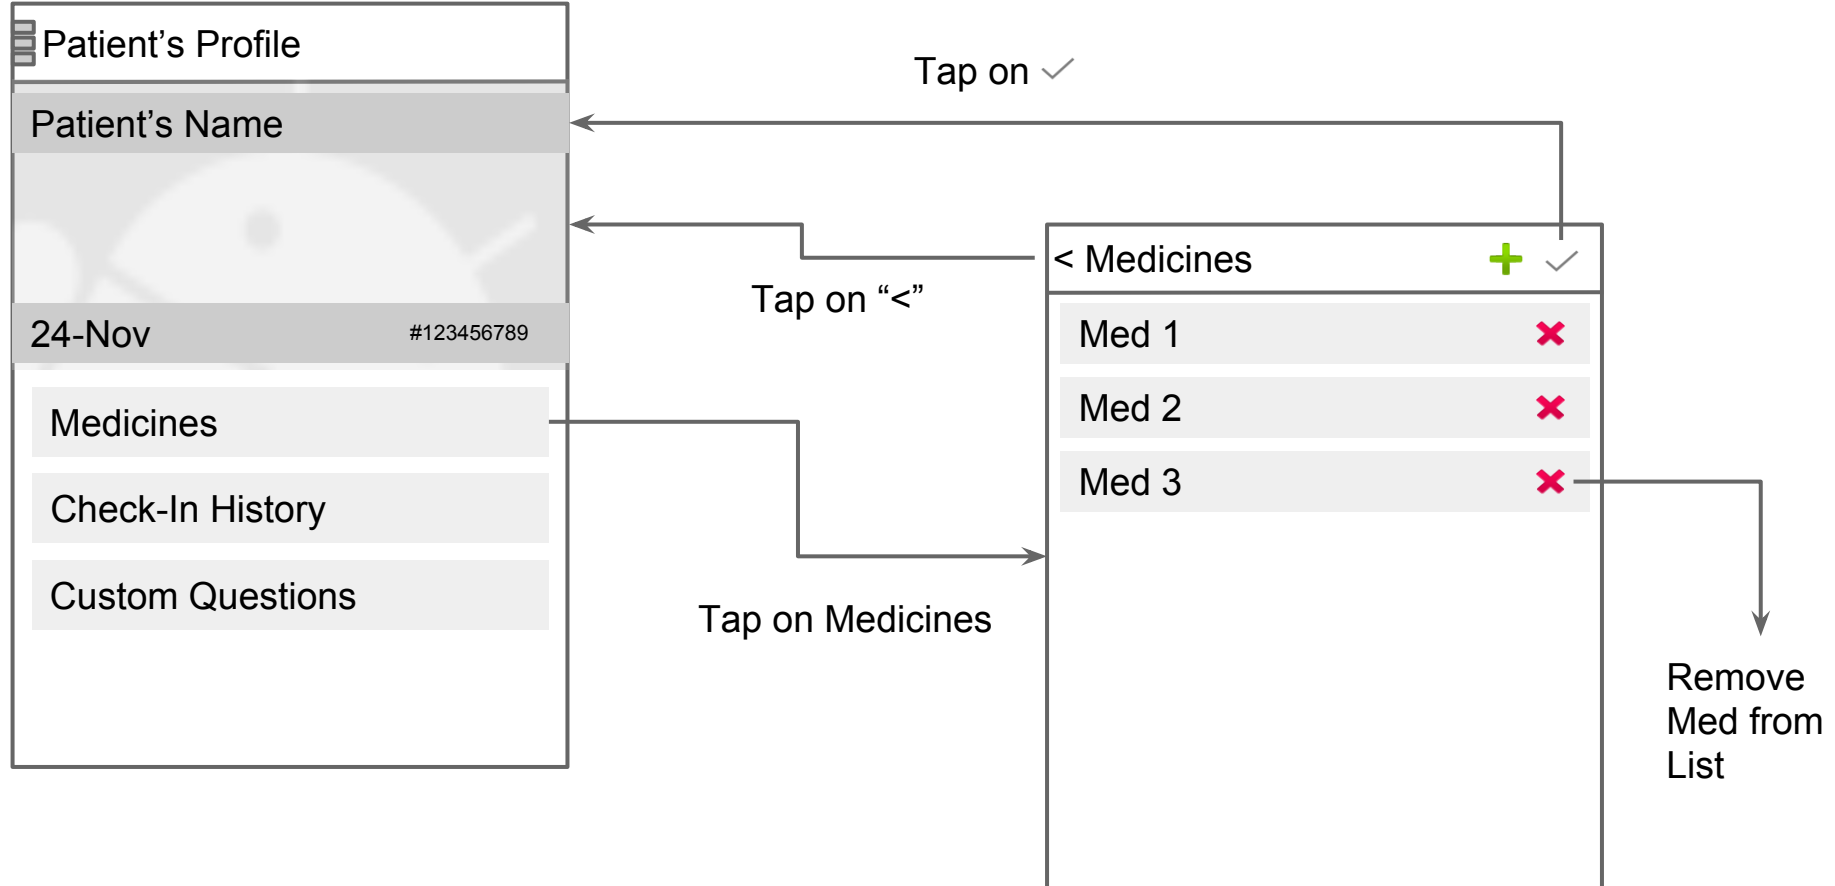 Patient’s Profile
Patient’s Name
24-Nov #123456789
Medicines
Check-In History
Custom Questions
Tap on
Tap on “<”
Tap on Medicines
< Medicines
Med 1
Med 2
Med 3
Remove
Med from
List